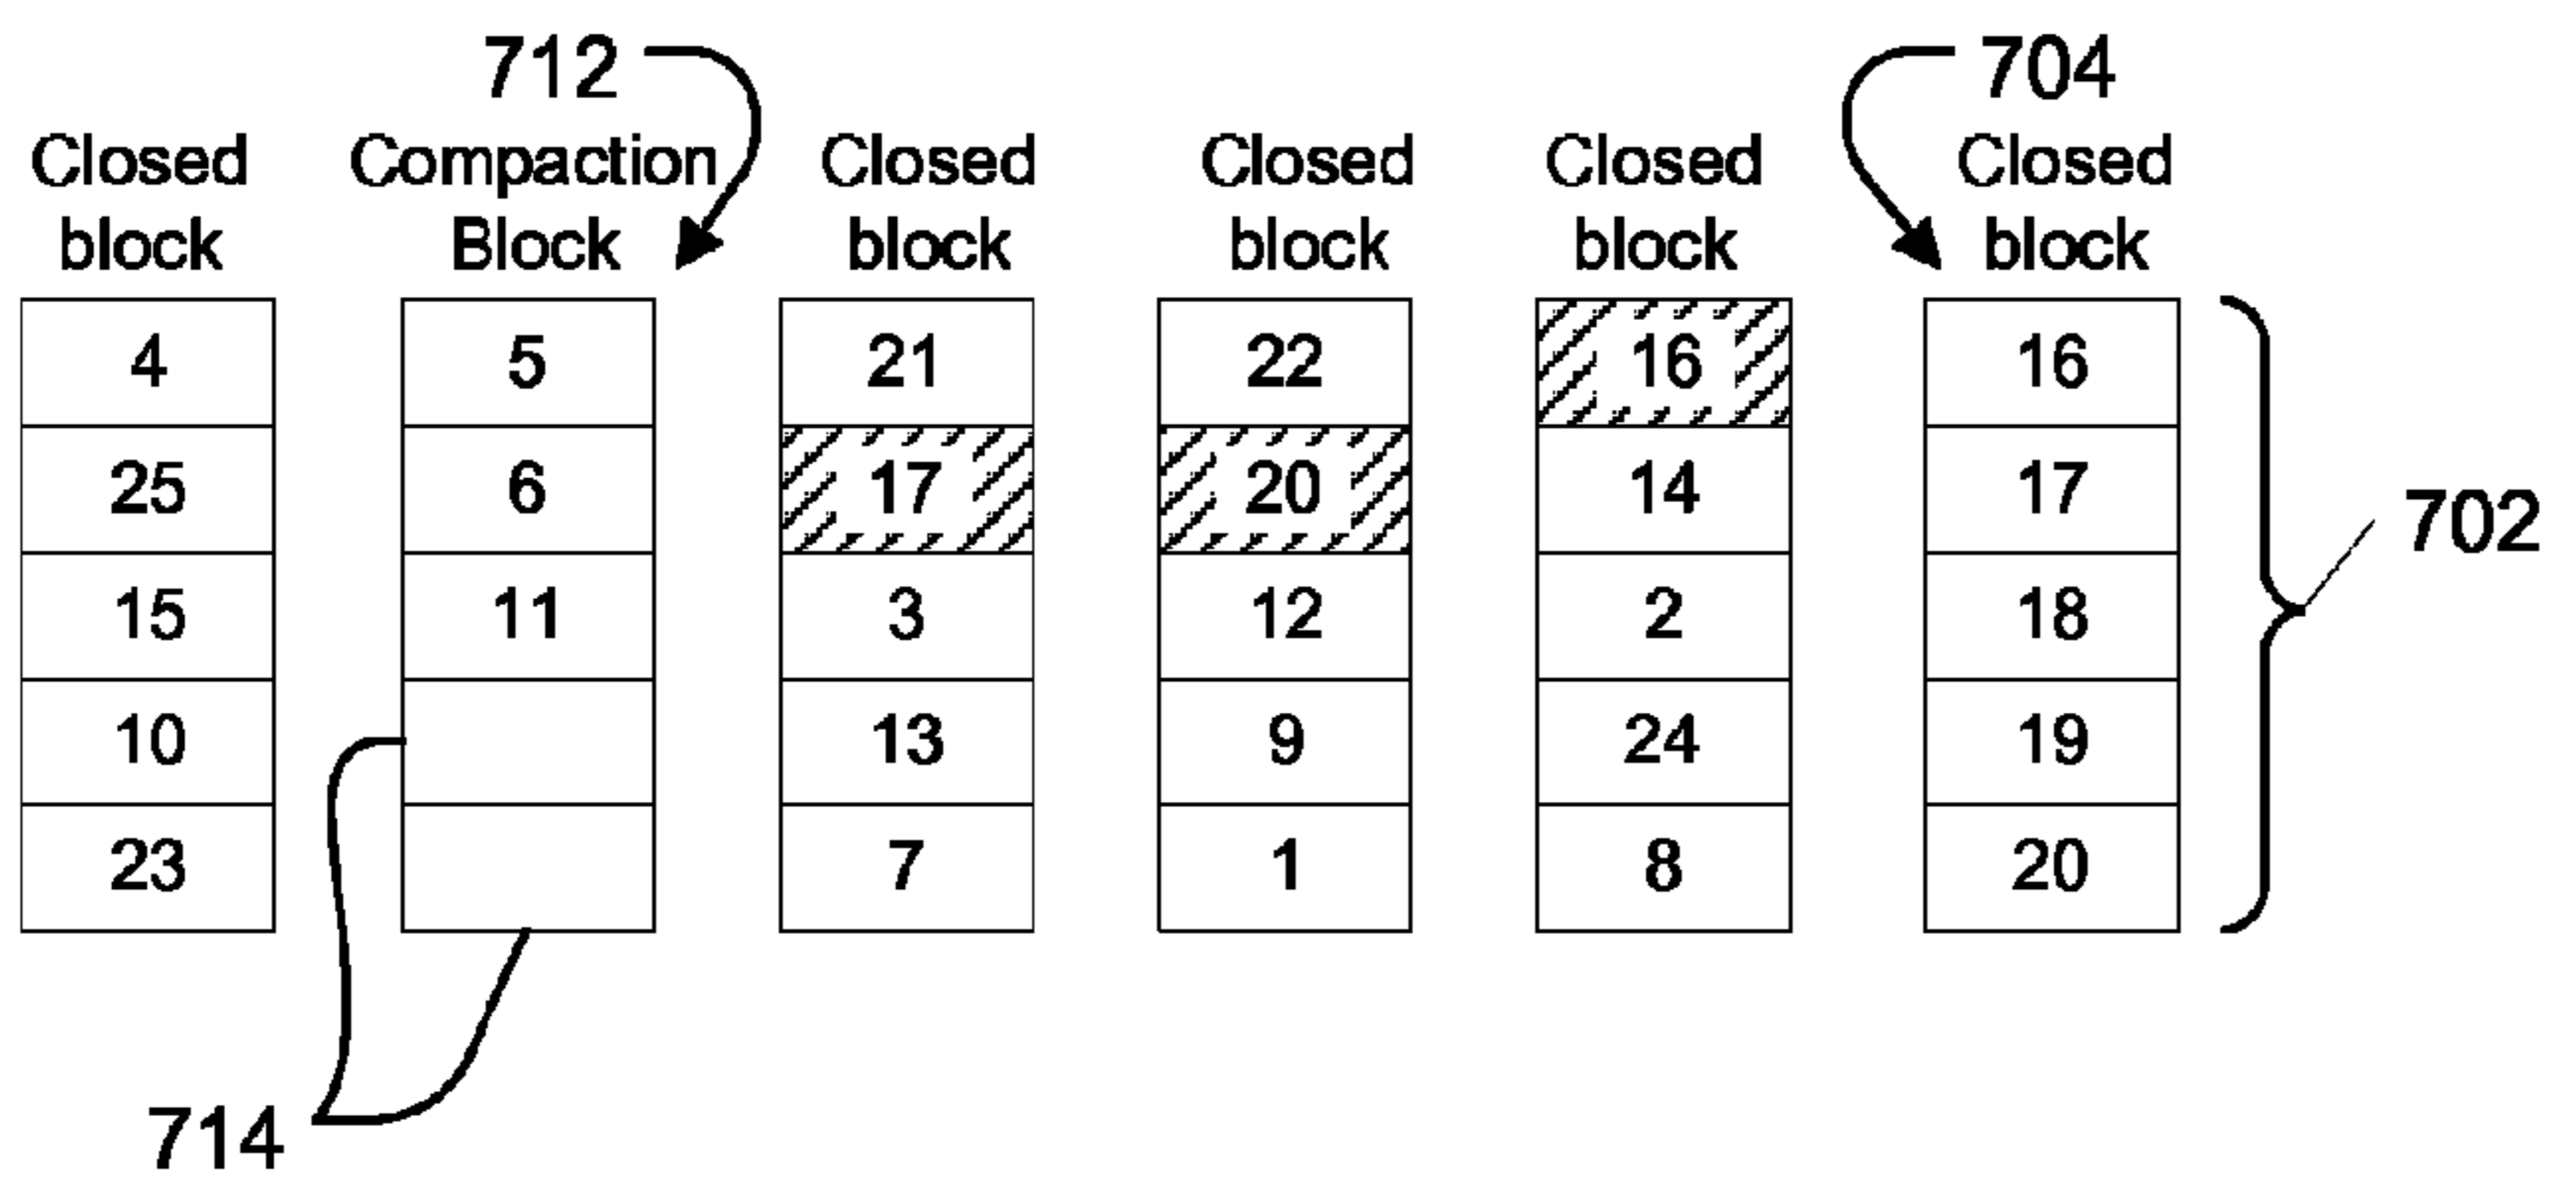 712 704
Closed Compaction Closed Closed Closed Closed
block Block block block block block
4 5 21 22 16 16
25 6 17 20 14 17
702
15 11 3 12 2 18
10 13 9 24 19
23 7 1 8 20
714